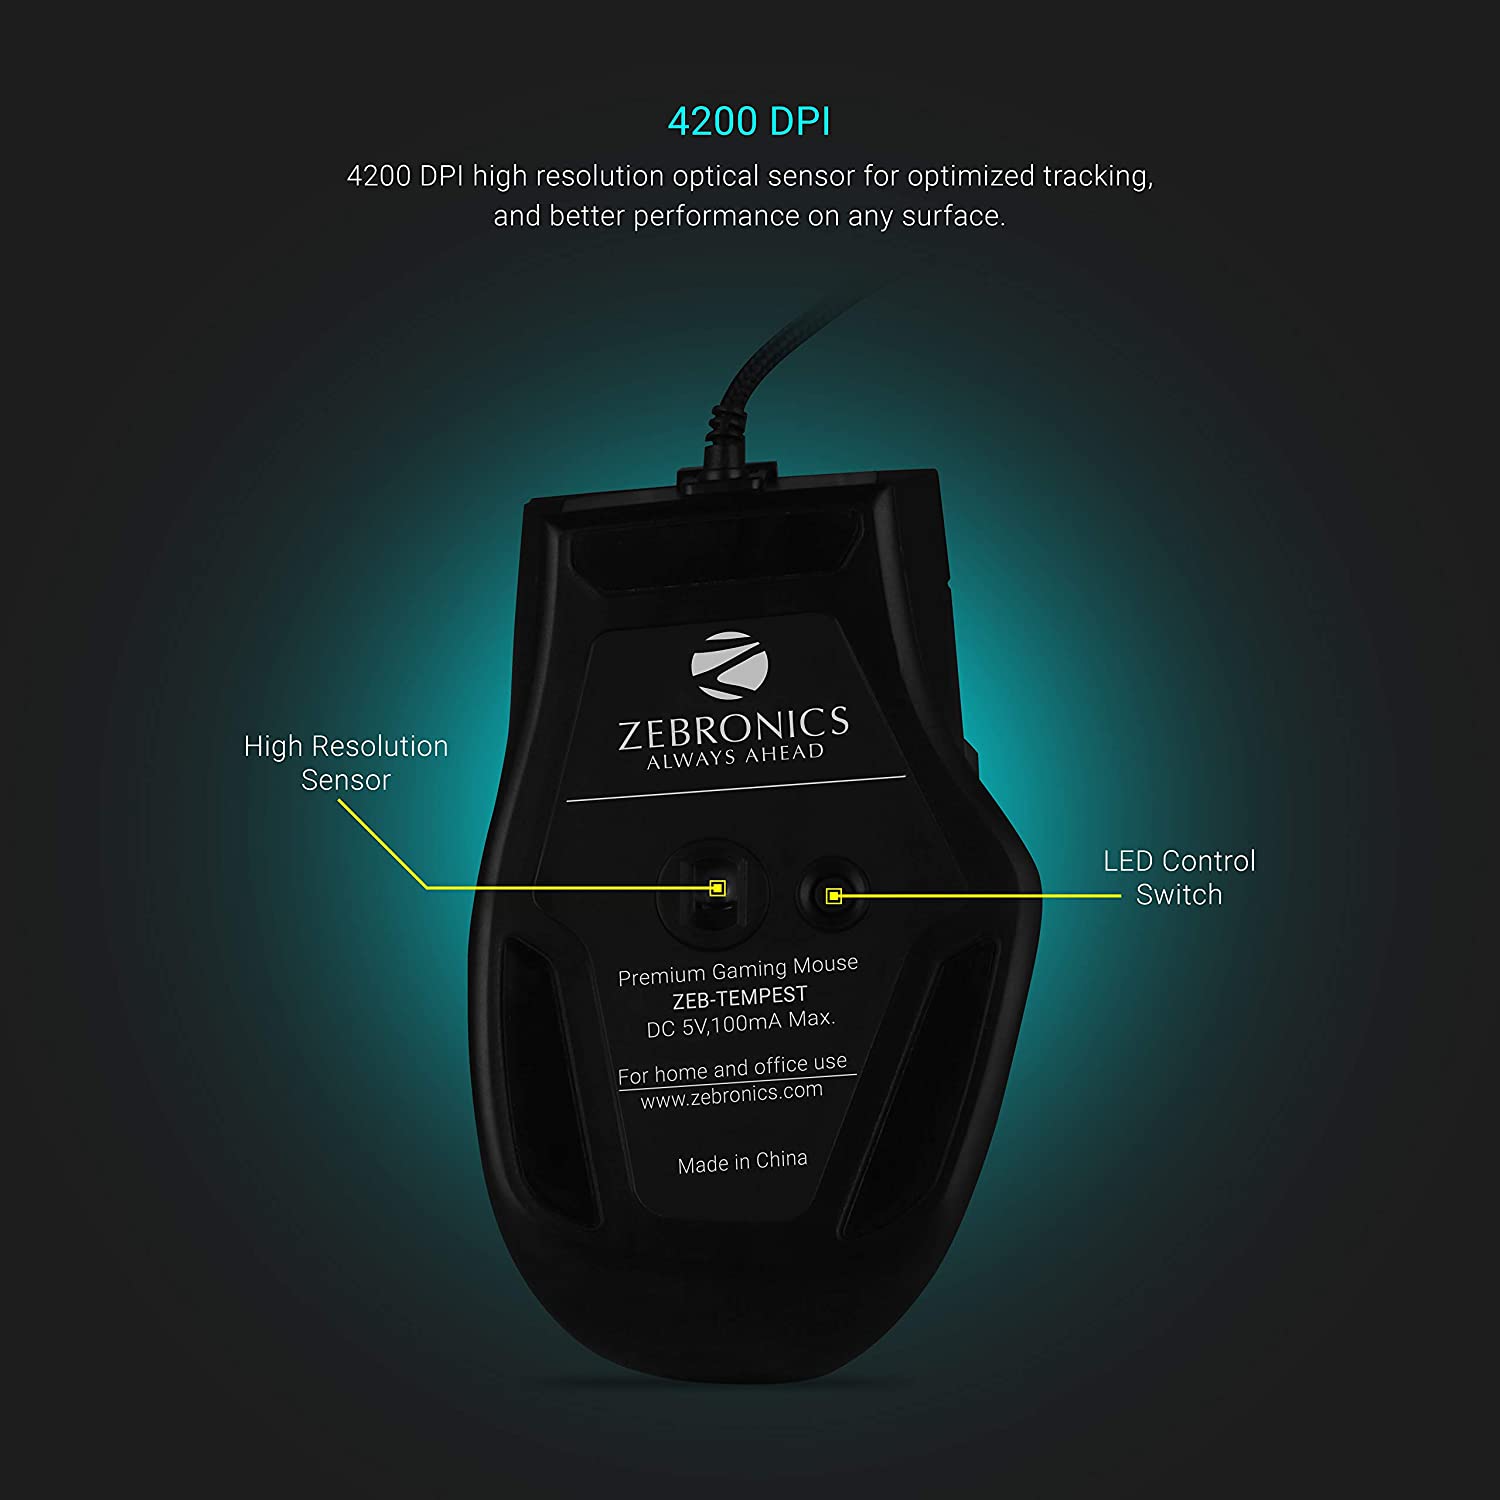 4200 DPI
4200 DPI high resolution optical sensor for optimized tracking,
and better performance on any surface.
ZEBRONICS
ALWAYS AHEAD
High Resolution
Sensor
LED Control
Switch
Premium Gaming Mouse
ZEB-TEMPEST
DC 5V,100mA Max.
For home and office use
www.zebronics.com
Made in China